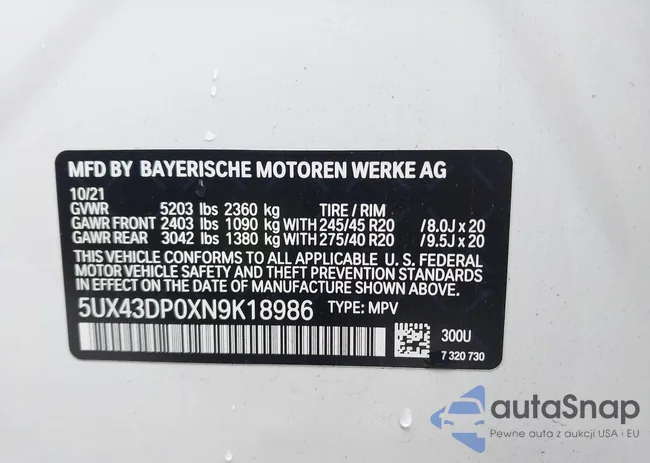 MFD BY BAYERISCHE MOTOREN WERKE AG
10/21
GVWR 5203 lbs 2360 kg TIRE / RIM
GAWR FRONT 2403 lbs 1090 kg WITH 245/45 R20 /8.0J x 20
GAWR REAR 3042 lbs 1380 kg WITH 275/40 R20 /9.5J x 20
THIS VEHICLE CONFORMS TO ALL APPLICABLE U. S. FEDERAL
MOTOR VEHICLE SAFETY AND THEFT PREVENTION STANDARDS
IN EFFECT ON THE DATE OF MANUFACTURE SHOWN ABOVE.
5UX43DP0XN9K18986 TYPE: MPV
300U
7 320 730
autaSnap
Pewne auta z aukcji USA i EU